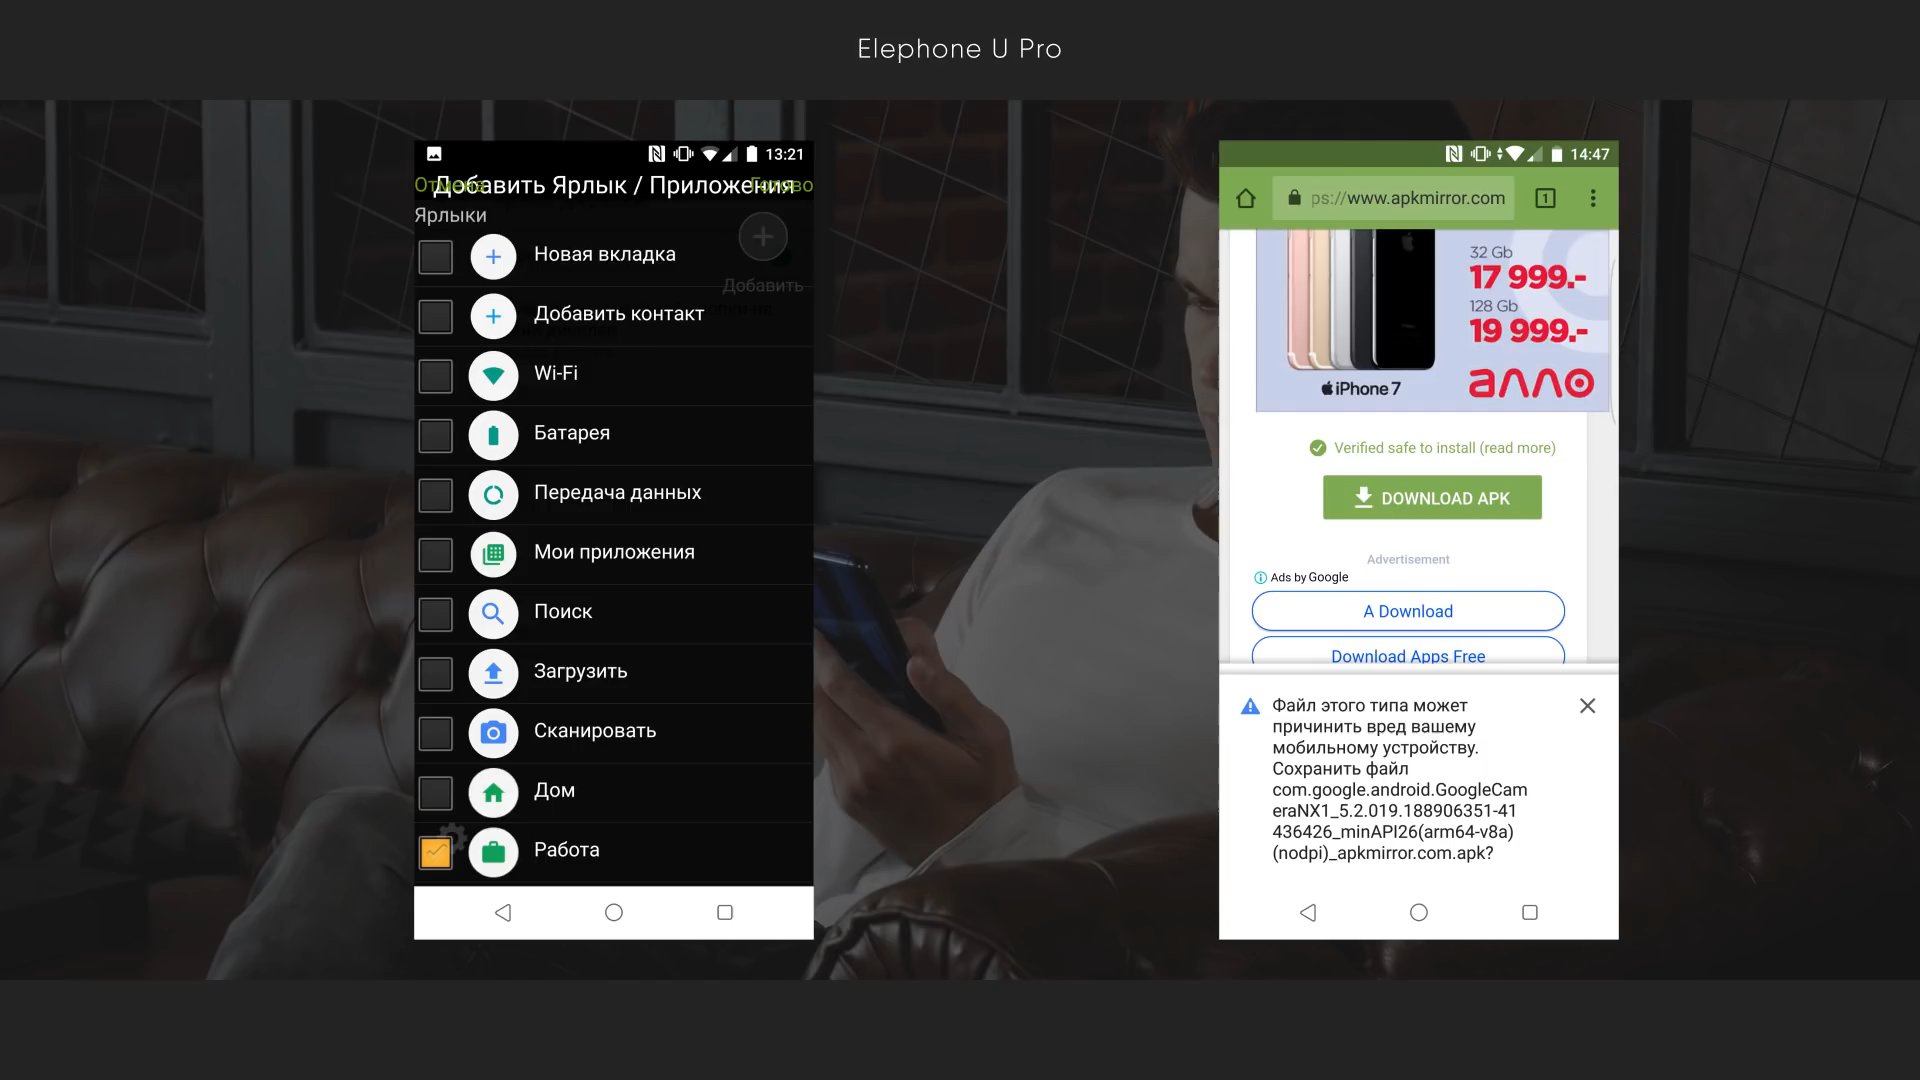 Elephone U Pro
13:21
Отмена
Добавить Ярлык / Приложения
Готово
Ярлыки
Новая вкладка
Добавить
Добавить контакт
Wi-Fi
Батарея
Передача данных
Мои приложения
Поиск
Загрузить
Сканировать
Дом
Работа
14:47
ps://www.apkmirror.com
1
32 Gb
17 999.-
128 Gb
19 999.-
iPhone 7
алло
Verified safe to install (read more)
DOWNLOAD APK
Advertisement
Ads by Google
A Download
Download Apps Free
Файл этого типа может
причинить вред вашему
мобильному устройству.
Сохранить файл
com.google.android.GoogleCam
eraNX1_5.2.019.188906351-41
436426_minAPI26(arm64-v8a)
(nodpi)_apkmirror.com.apk?